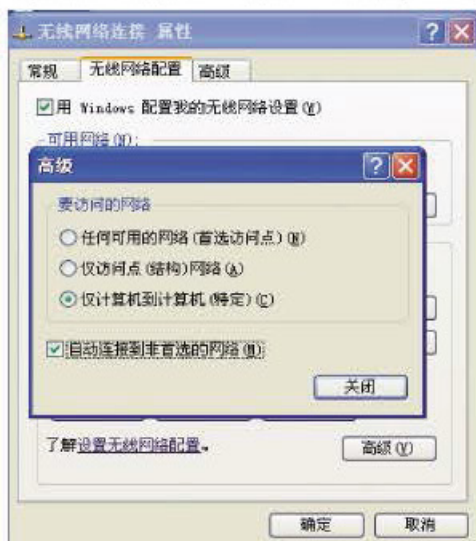 无线网络连接 属性
常规 无线网络配置 高级
用 Windows 配置我的无线网络设置(W)
可用网络(N):
高级
要访问的网络
任何可用的网络(首选访问点)(N)
仅访问点(结构)网络(A)
仅计算机到计算机(特定)(C)
自动连接到非首选的网络(U)
关闭
了解设置无线网络配置。
高级(V)
确定 取消